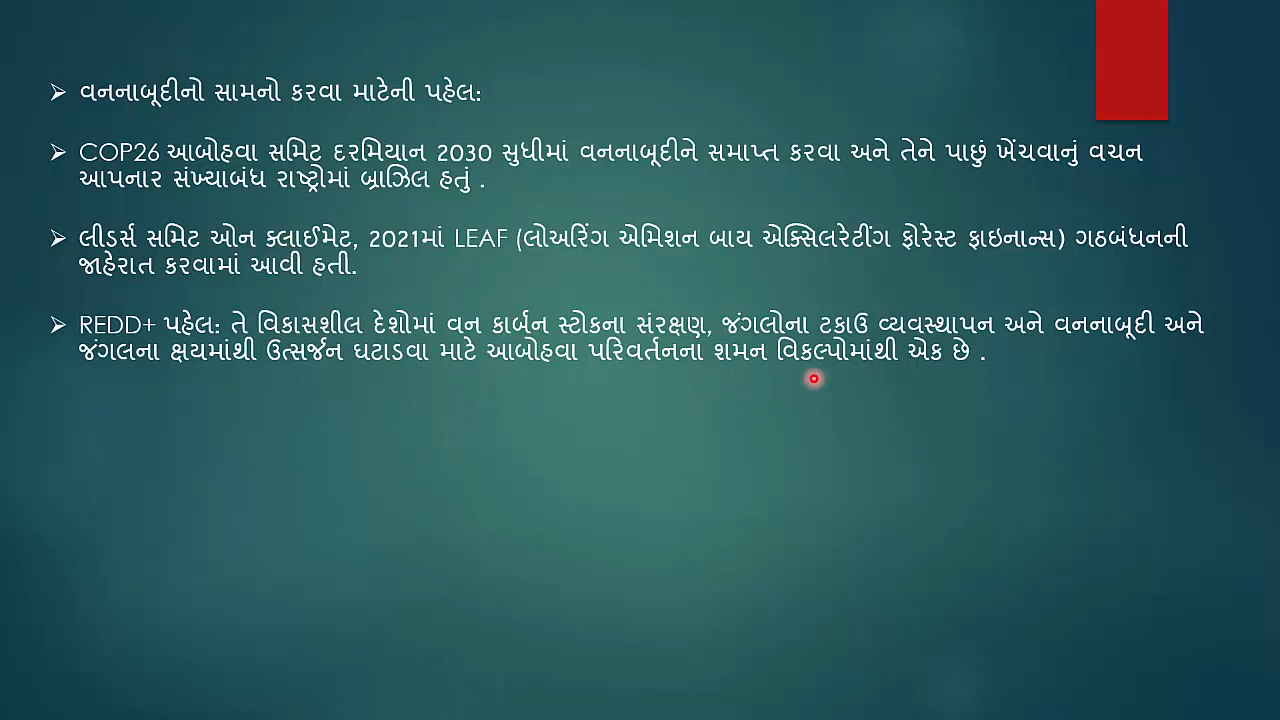 વનનાબૂદીનો સામનો કરવા માટેની પહેલ:
COP26 આબોહવા સમિટ દરમિયાન 2030 સુધીમાં વનનાબૂદીને સમાપ્ત કરવા અને તેને પાછું ખેંચવાનું વચન
આપનાર સંખ્યાબંધ રાષ્ટ્રોમાં બ્રાઝિલ હતું .
લીડર્સ સમિટ ઓન ક્લાઈમેટ, 2021માં LEAF (લોઅરિંગ એમિશન બાય એક્સિલરેટીંગ ફોરેસ્ટ ફાઇનાન્સ) ગઠબંધનની
જાહેરાત કરવામાં આવી હતી.
REDD+ પહેલ: તે વિકાસશીલ દેશોમાં વન કાર્બન સ્ટોકના સંરક્ષણ, જંગલોના ટકાઉ વ્યવસ્થાપન અને વનનાબૂદી અને
જંગલના ક્ષયમાંથી ઉત્સર્જન ઘટાડવા માટે આબોહવા પરિવર્તનના શમન વિકલ્પોમાંથી એક છે .